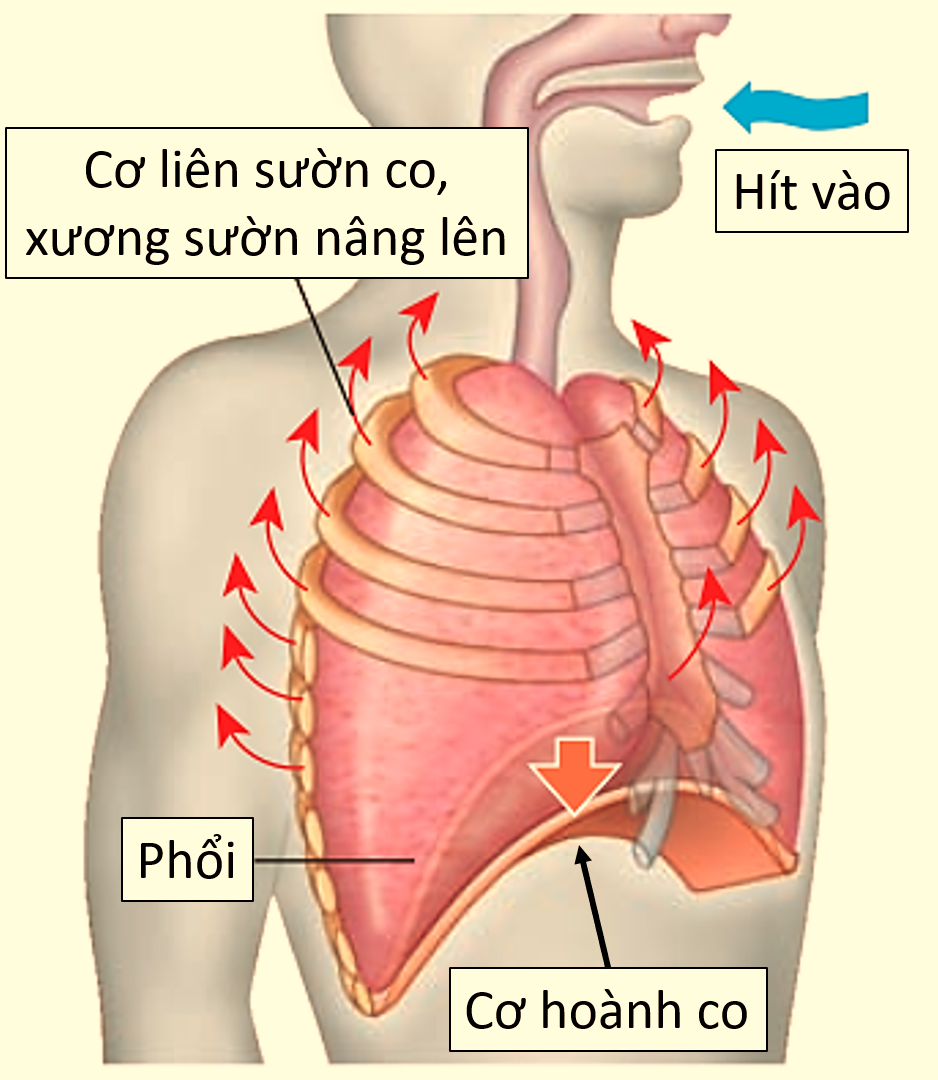 Cơ liên sườn co,
xương sườn nâng lên
Hít vào
Phổi
Cơ hoành co